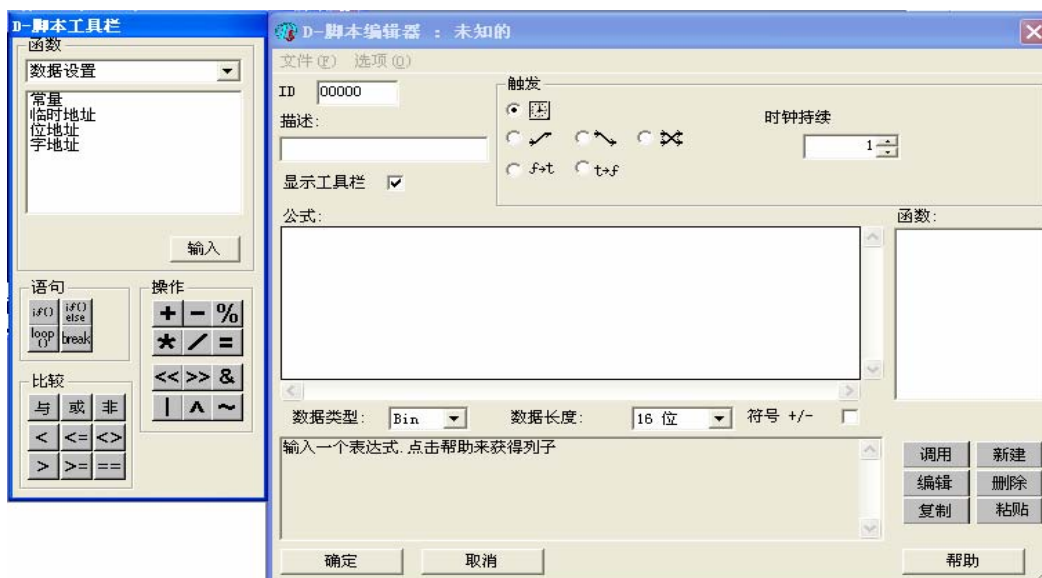 D-脚本工具栏
函数
数据设置
常量
临时地址
位地址
字地址
输入
语句
if()
if() else
loop ()
break
操作
+ - %
* / =
<< >> &
| ^ ~
比较
与 或 非
< <= <>
> >= ==
D-脚本编辑器 : 未知的
文件(F) 选项(O)
ID 00000
描述:
显示工具栏
触发
f→t t→f
时钟持续
1
公式:
函数:
数据类型: Bin 数据长度: 16 位 符号 +/-
输入一个表达式.点击帮助来获得列子
调用 新建
编辑 删除
复制 粘贴
确定 取消 帮助